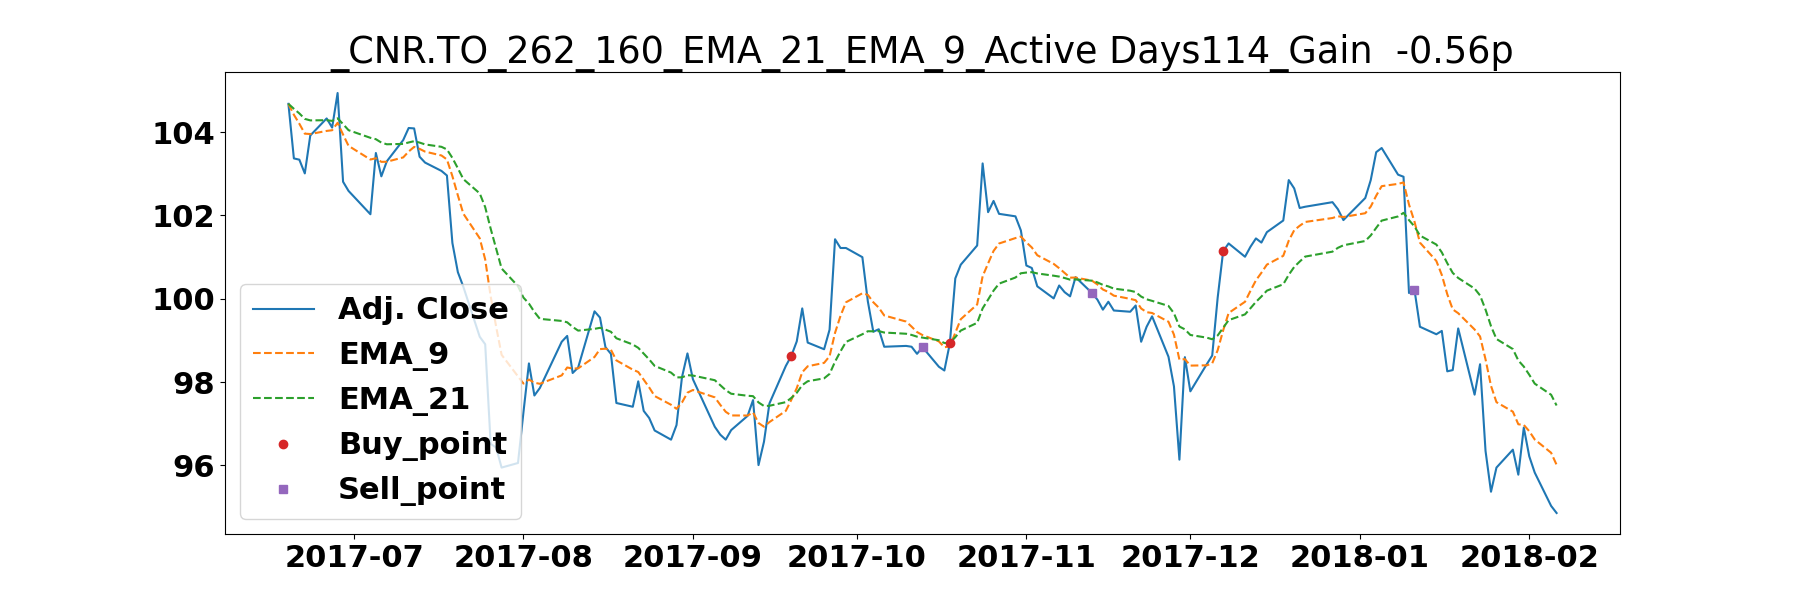 _CNR.TO_262_160_EMA_21_EMA_9_Active Days114_Gain  -0.56p
104
102
100
98
96
Adj. Close
EMA_9
EMA_21
Buy_point
Sell_point
2017-07 2017-08 2017-09 2017-10 2017-11 2017-12 2018-01 2018-02